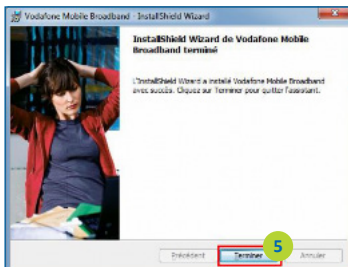 Vodafone Mobile Broadband - InstallShield Wizard
InstallShield Wizard de Vodafone Mobile
Broadband terminé
L'InstallShield Wizard a installé Vodafone Mobile Broadband
avec succès. Cliquez sur Terminer pour quitter l'assistant.
5
Précédent
Terminer
Annuler